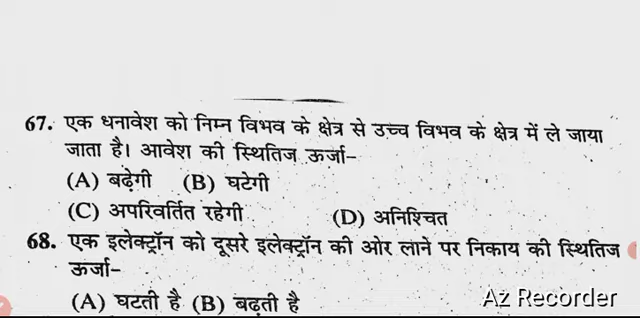 67. एक धनावेश को निम्न विभव के क्षेत्र से उच्च विभव के क्षेत्र में ले जाया
जाता है। आवेश की स्थितिज ऊर्जा-
(A) बढ़ेगी (B) घटेगी
(C) अपरिवर्तित रहेगी (D) अनिश्चित
68. एक इलेक्ट्रॉन को दूसरे इलेक्ट्रॉन की ओर लाने पर निकाय की स्थितिज
ऊर्जा-
(A) घटती है (B) बढ़ती है
Az Recorder